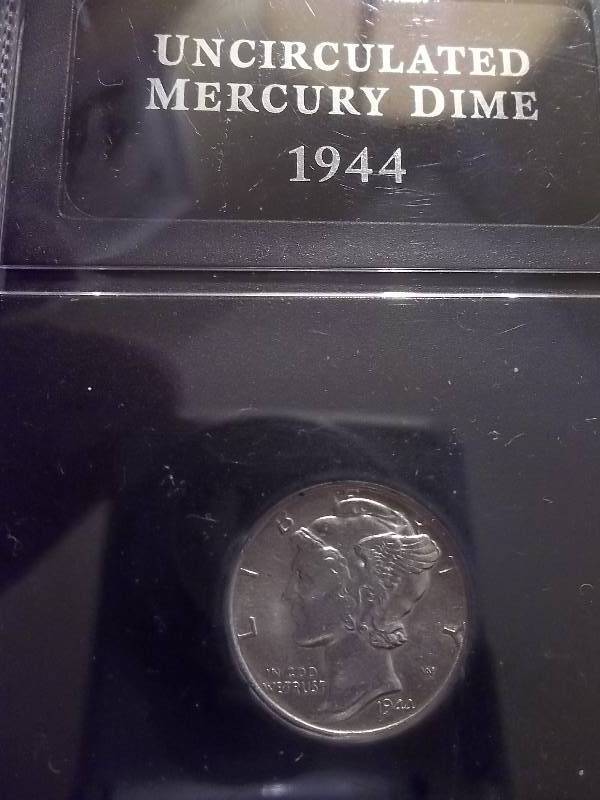 UNCIRCULATED
MERCURY DIME
1944
LIBERTY
IN GOD
WE TRUST
1944